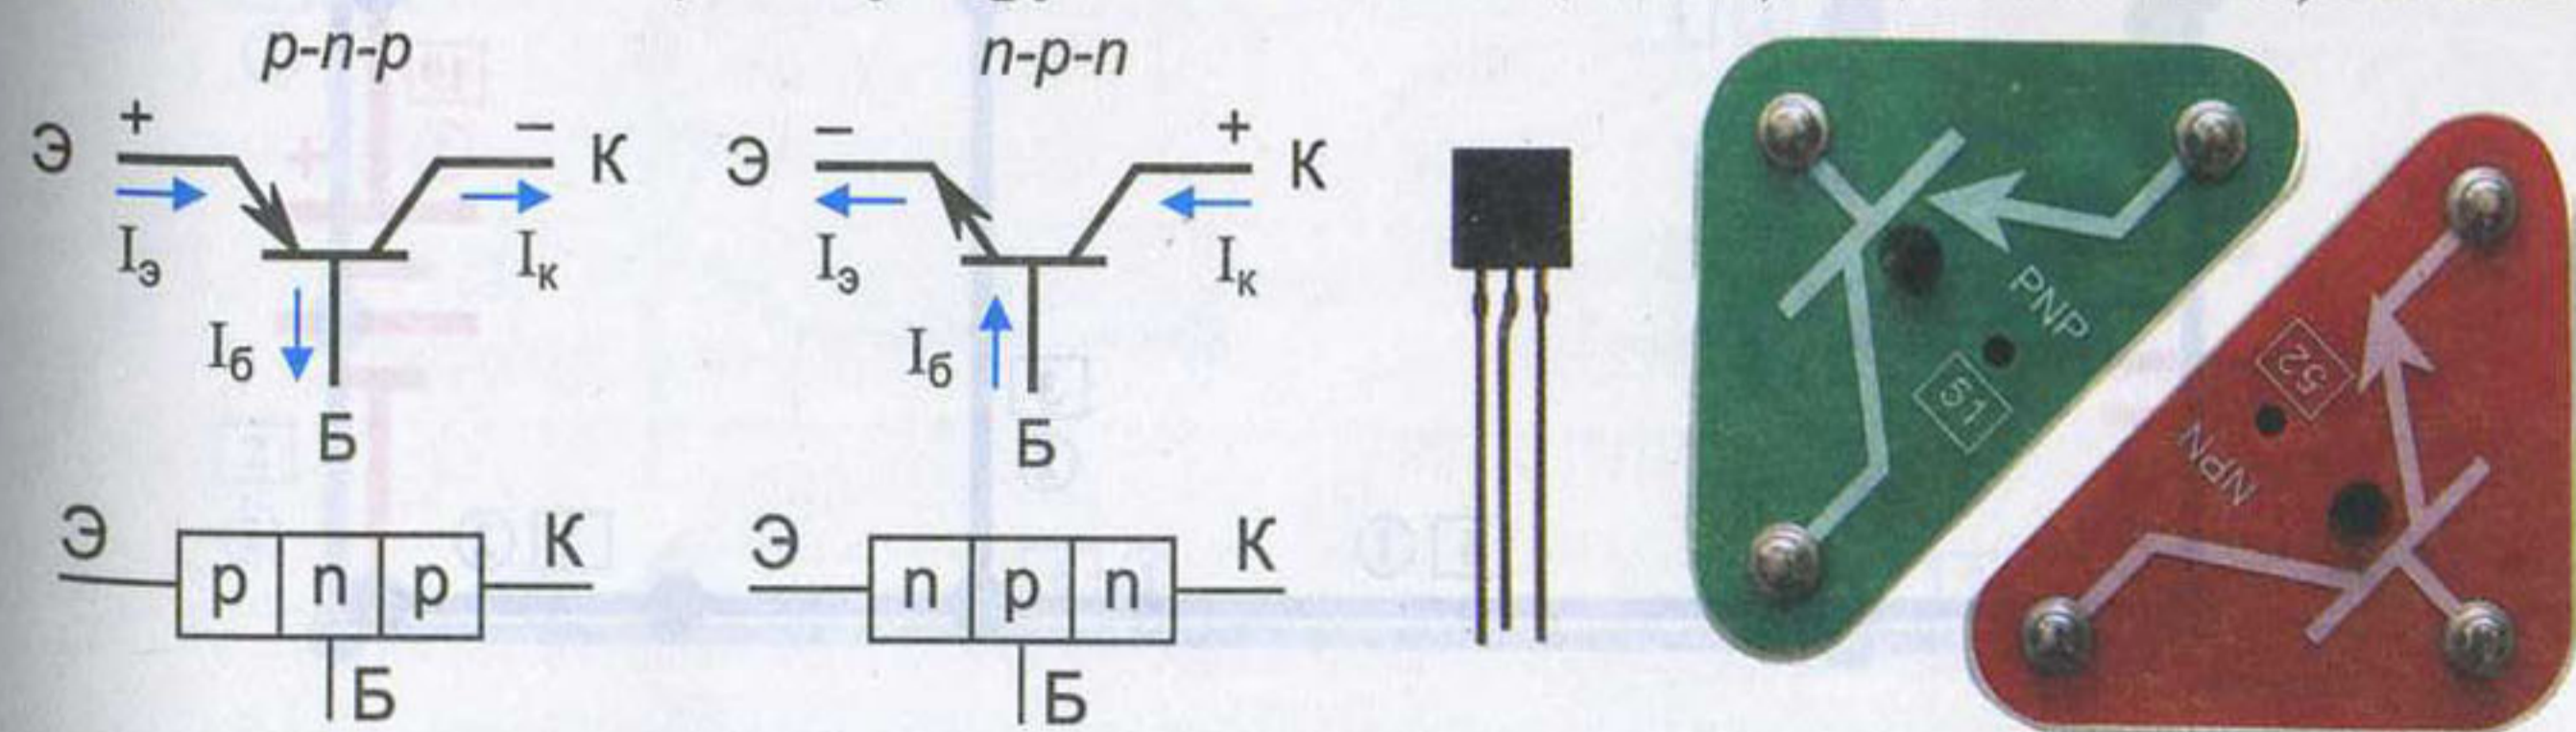 p-n-p
Э + – К
Iэ Iк
Iб
Б
Э p n p К
Б
n-p-n
Э – + К
Iэ Iк
Iб
Б
Э n p n К
Б
PNP
51
52
NPN